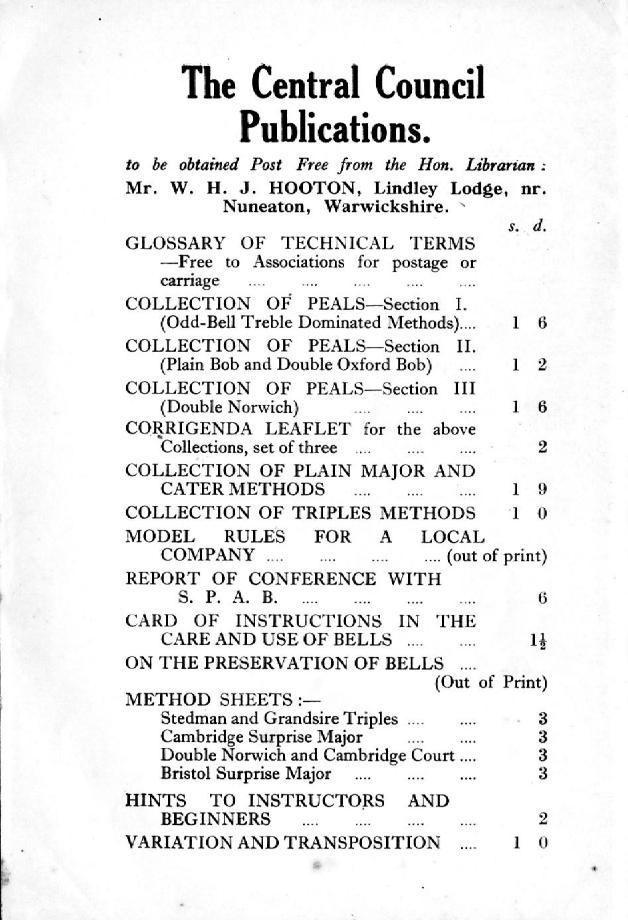 The Central Council
Publications.
to be obtained Post Free from the Hon. Librarian :
Mr. W. H. J. HOOTON, Lindley Lodge, nr.
Nuneaton, Warwickshire.
s. d.
GLOSSARY OF TECHNICAL TERMS
—Free to Associations for postage or
carriage .... .... .... .... ....
COLLECTION OF PEALS—Section I.
(Odd-Bell Treble Dominated Methods).... 1 6
COLLECTION OF PEALS—Section II.
(Plain Bob and Double Oxford Bob) .... 1 2
COLLECTION OF PEALS—Section III
(Double Norwich) .... .... .... 1 6
CORRIGENDA LEAFLET for the above
Collections, set of three .... .... .... 2
COLLECTION OF PLAIN MAJOR AND
CATER METHODS .... .... .... 1 9
COLLECTION OF TRIPLES METHODS 1 0
MODEL RULES FOR A LOCAL
COMPANY .... .... .... .... (out of print)
REPORT OF CONFERENCE WITH
S. P. A. B. .... .... .... .... 6
CARD OF INSTRUCTIONS IN THE
CARE AND USE OF BELLS .... .... 1½
ON THE PRESERVATION OF BELLS ....
(Out of Print)
METHOD SHEETS :—
Stedman and Grandsire Triples .... .... 3
Cambridge Surprise Major .... .... 3
Double Norwich and Cambridge Court .... 3
Bristol Surprise Major .... .... .... 3
HINTS TO INSTRUCTORS AND
BEGINNERS .... .... .... .... 2
VARIATION AND TRANSPOSITION .... 1 0